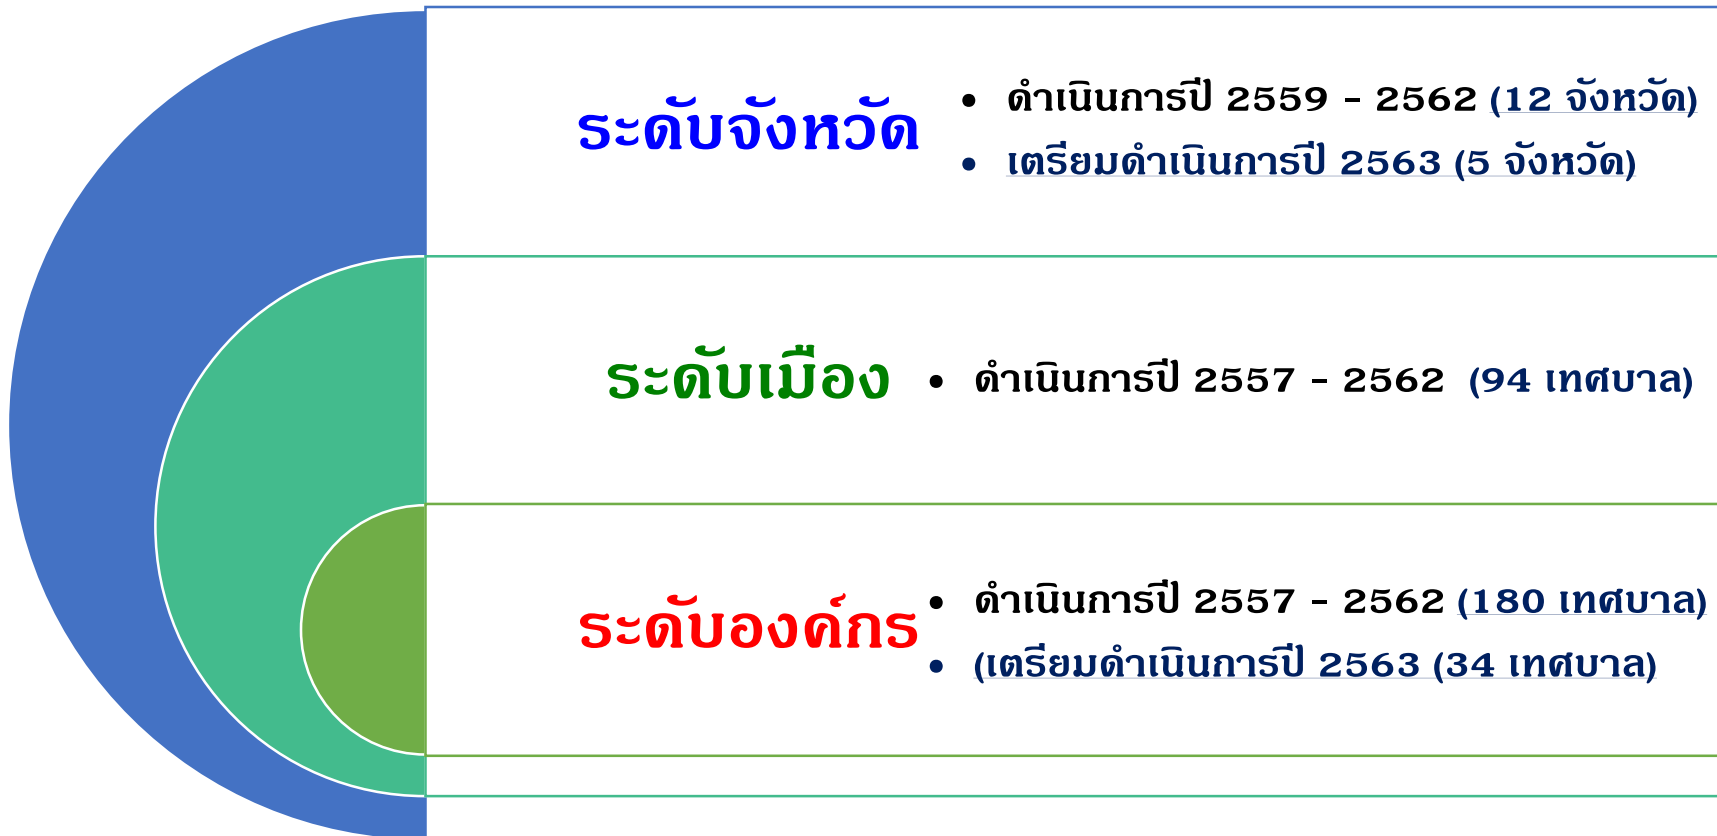 ระดับจังหวัด
• ดำเนินการปี 2559 - 2562 (12 จังหวัด)
• เตรียมดำเนินการปี 2563 (5 จังหวัด)
ระดับเมือง
• ดำเนินการปี 2557 - 2562 (94 เทศบาล)
ระดับองค์กร
• ดำเนินการปี 2557 - 2562 (180 เทศบาล)
• (เตรียมดำเนินการปี 2563 (34 เทศบาล)